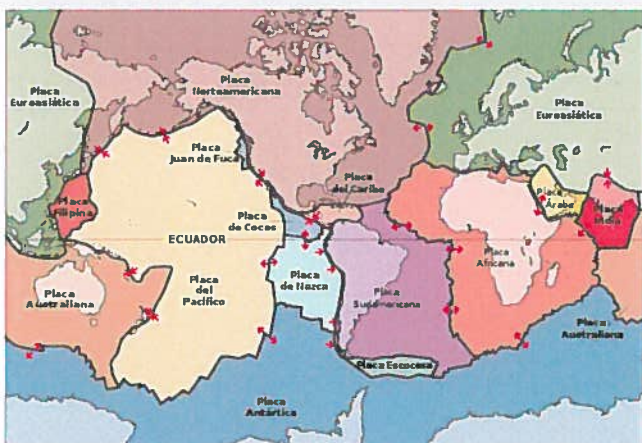 Placa
Euroasiática
Placa
Norteamericana
Placa
Juan de Fuca
Placa
Euroasiática
Placa
Filipina
Placa
del Caribe
Placa
de Cocos
ECUADOR
Placa
Árabe
Placa
India
Placa
Africana
Placa
Australiana
Placa
del
Pacífico
Placa
de Nazca
Placa
Sudamericana
Placa
Australiana
Placa Escocesa
Placa
Antártica